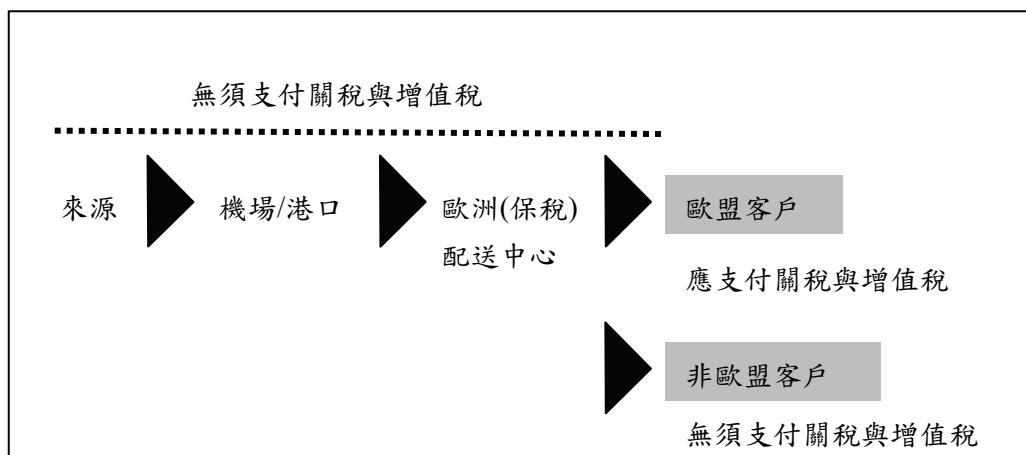 無須支付關稅與增值稅
來源
機場/港口
歐洲(保稅)
配送中心
歐盟客戶
應支付關稅與增值稅
非歐盟客戶
無須支付關稅與增值稅